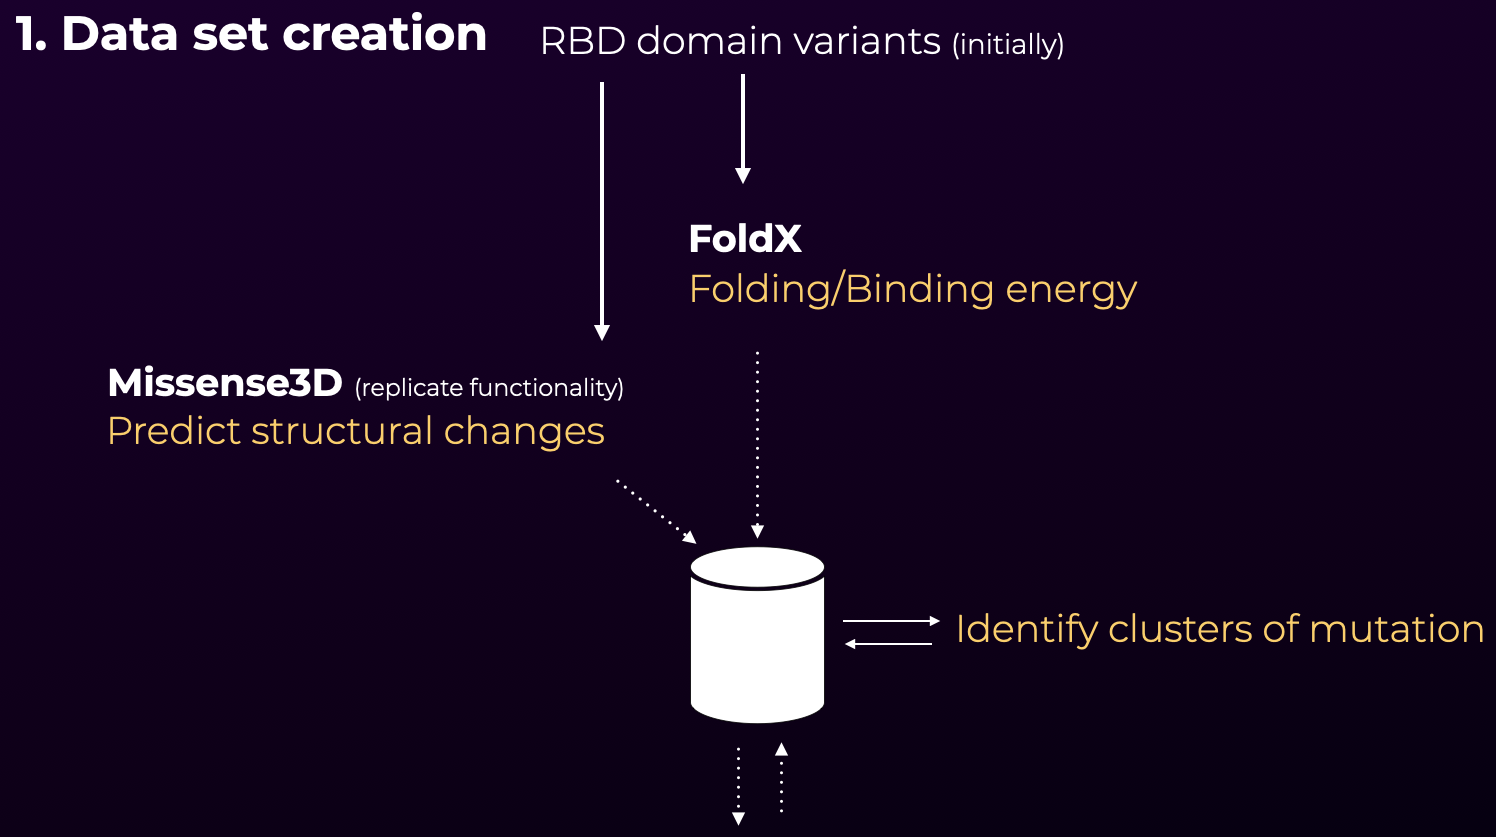 1. Data set creation
RBD domain variants (initially)
FoldX
Folding/Binding energy
Missense3D (replicate functionality)
Predict structural changes
Identify clusters of mutation